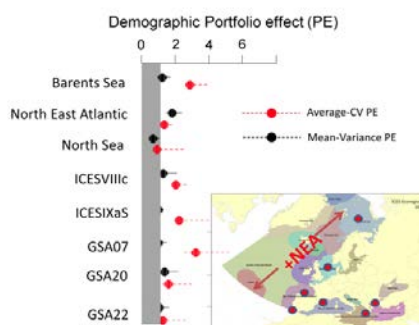 Demographic Portfolio effect (PE)
0 2 4 6 8
Barents Sea
North East Atlantic
North Sea
ICESVIIIc
ICESIXaS
GSA07
GSA20
GSA22
Average-CV PE
Mean-Variance PE
+NEA